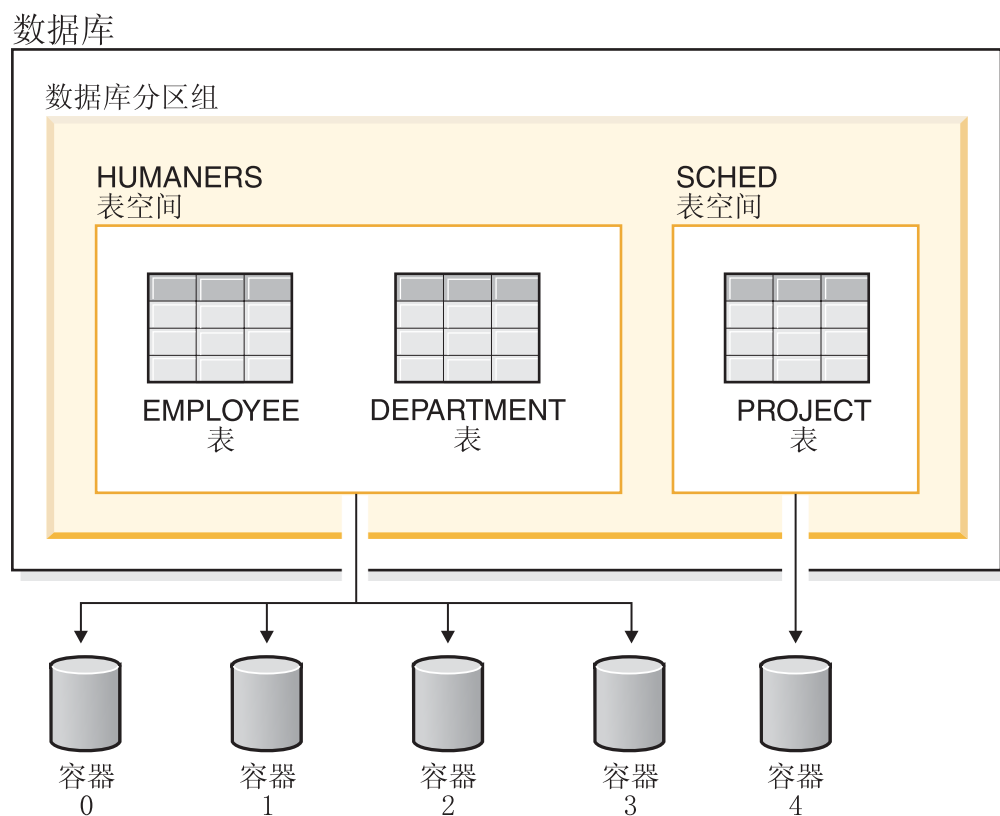 数据库
数据库分区组
HUMANERS
表空间
SCHED
表空间
EMPLOYEE
表
DEPARTMENT
表
PROJECT
表
容器
0
容器
1
容器
2
容器
3
容器
4